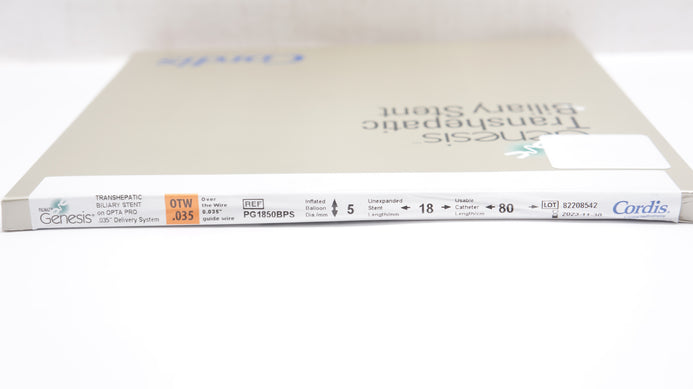 Cordis
Genesis™
Transhepatic
Biliary Stent
Genesis®
TRANSHEPATIC
BILIARY STENT
on OPTA PRO
.035" Delivery System
OTW
.035
Over
the Wire
0.035"
guide wire
REF
PG1850BPS
Inflated
Balloon
Dia./mm
5
Unexpanded
Stent
Length/mm
18
Usable
Catheter
Length/cm
80
LOT 82208542
Cordis.